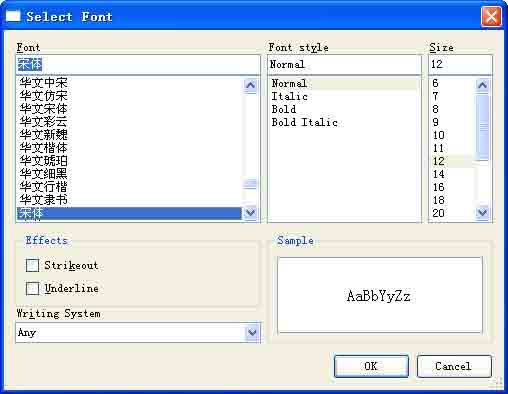 Select Font
Font
宋体
华文中宋
华文仿宋
华文宋体
华文彩云
华文新魏
华文楷体
华文琥珀
华文细黑
华文行楷
华文隶书
宋体
Font style
Normal
Normal
Italic
Bold
Bold Italic
Size
12
6
7
8
9
10
11
12
14
16
18
20
Effects
Strikeout
Underline
Sample
AaBbYyZz
Writing System
Any
OK
Cancel